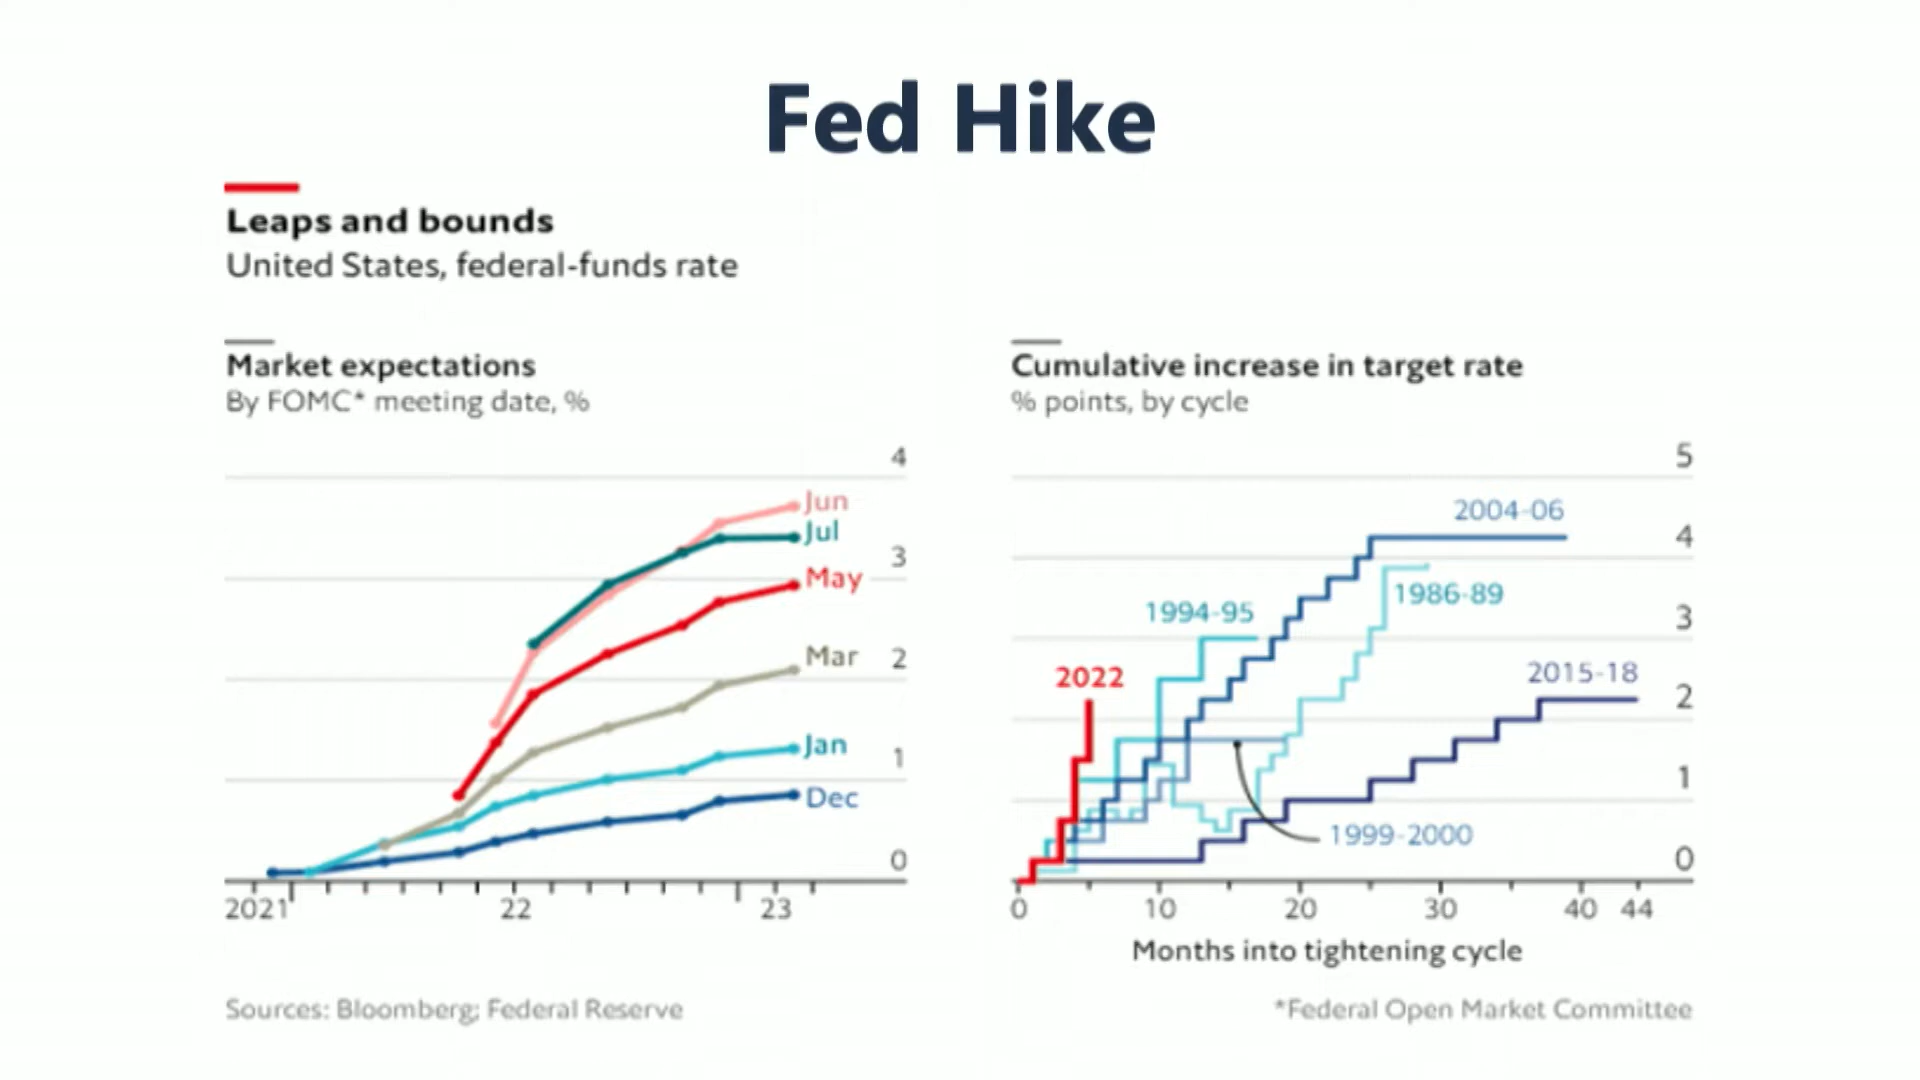 Fed Hike
Leaps and bounds
United States, federal-funds rate
Market expectations
By FOMC* meeting date, %
4
Jun
Jul
3
May
Mar
2
Jan
1
Dec
0
2021
22
23
Cumulative increase in target rate
% points, by cycle
5
2004-06
4
1986-89
1994-95
3
2022
2015-18
2
1
1999-2000
0
0
10
20
30
40
44
Months into tightening cycle
Sources: Bloomberg; Federal Reserve
*Federal Open Market Committee